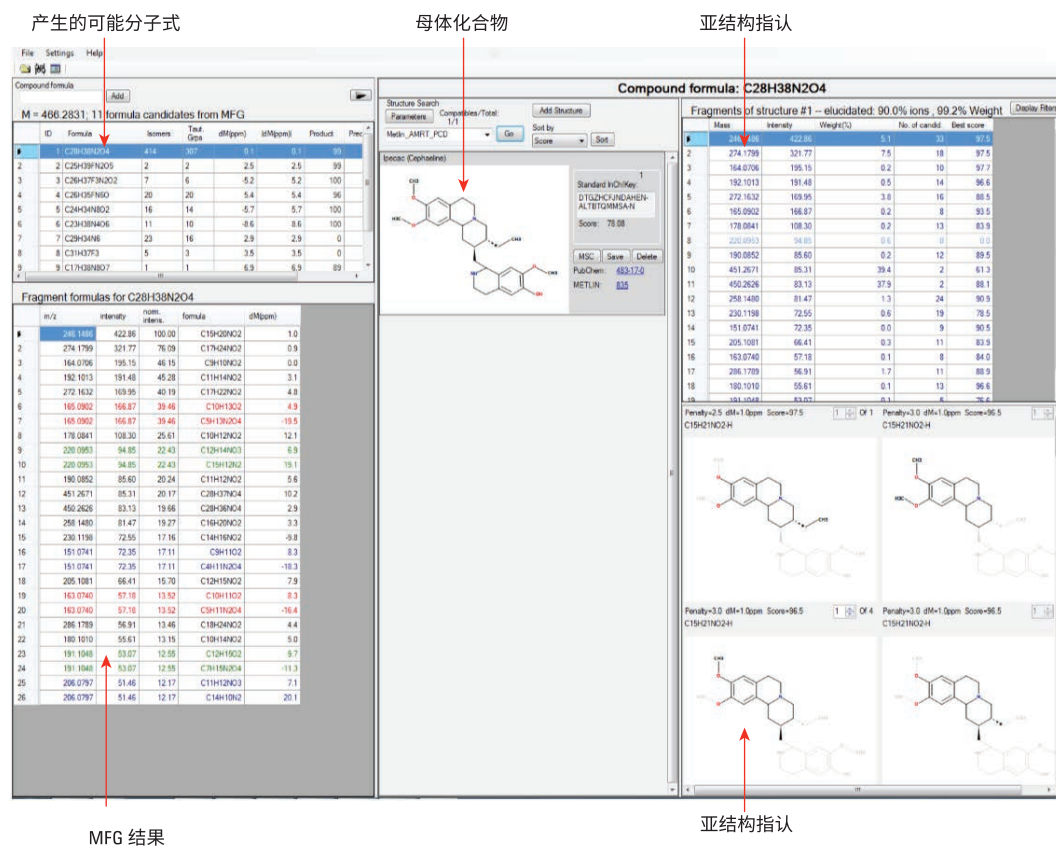 产生的可能分子式
母体化合物
亚结构指认
File Settings Help
Compound formula
Add
M = 466.2831; 11 formula candidates from MFG
ID Formula Isomers Taut. Grps dM(ppm) |dM(ppm)| Product Prec
1 C28H38N2O4 414 307 0.1 0.1 99
2 2 C25H39FN2O5 2 2 2.5 2.5 99
3 3 C26H37F3N2O2 7 6 -5.2 5.2 100
4 4 C26H35FN6O 20 20 5.4 5.4 96
5 5 C24H34N8O2 16 14 -5.7 5.7 100
6 6 C23H38N4O6 11 10 -8.6 8.6 100
7 7 C29H34N6 23 16 2.9 2.9 0
8 8 C31H37F3 5 3 3.5 3.5 0
9 9 C17H38N8O7 1 1 6.9 6.9 89
Fragment formulas for C28H38N2O4
m/z intensity norm. intens. formula dM(ppm)
246.1486 422.86 100.00 C15H20NO2 1.0
2 274.1799 321.77 76.09 C17H24NO2 0.9
3 164.0706 195.15 46.15 C9H10NO2 0.0
4 192.1013 191.48 45.28 C11H14NO2 3.1
5 272.1632 169.95 40.19 C17H22NO2 4.8
6 165.0902 166.87 39.46 C10H13O2 4.9
7 165.0902 166.87 39.46 C5H13N2O4 -19.5
8 178.0841 108.30 25.61 C10H12NO2 12.1
9 220.0953 94.85 22.43 C12H14NO3 6.9
10 220.0953 94.85 22.43 C15H12N2 19.1
11 190.0852 85.60 20.24 C11H12NO2 5.6
12 451.2671 85.31 20.17 C28H37NO4 10.2
13 450.2626 83.13 19.66 C28H36NO4 2.9
14 258.1480 81.47 19.27 C16H20NO2 3.3
15 230.1198 72.55 17.16 C14H16NO2 -9.8
16 151.0741 72.35 17.11 C9H11O2 8.3
17 151.0741 72.35 17.11 C4H11N2O4 -18.3
18 205.1081 66.41 15.70 C12H15NO2 7.9
19 163.0740 57.18 13.52 C10H11O2 8.3
20 163.0740 57.18 13.52 C5H11N2O4 -16.4
21 286.1789 56.91 13.46 C18H24NO2 4.4
22 180.1010 55.61 13.15 C10H14NO2 5.0
23 191.1048 53.07 12.55 C12H15O2 9.7
24 191.1048 53.07 12.55 C7H15N2O4 -11.3
25 206.0797 51.46 12.17 C11H12NO3 7.1
26 206.0797 51.46 12.17 C14H10N2 20.1
MFG 结果
Compound formula: C28H38N2O4
Structure Search
Parameters
Compatibles/Total:
1/1
Add Structure
Metlin_AMRT_PCD
Go
Sort by
Score
Sort
Ipecac (Cephaeline)
1
Standard InChIKey:
DTGZHCFJNDAHEN-
ALTBTQMMSA-N
Score: 78.08
MSC Save Delete
PubChem: 483-17-0
METLIN: 835
Fragments of structure #1 -- elucidated: 90.0% ions , 99.2% Weight
Mass Intensity Weight(%) No. of candid. Best score
246.1486 422.86 5.1 33 97.5
2 274.1799 321.77 7.5 18 97.5
3 164.0706 195.15 0.2 10 97.7
4 192.1013 191.48 0.5 14 96.6
5 272.1632 169.95 3.8 16 88.5
6 165.0902 166.87 0.2 8 93.5
7 178.0841 108.30 0.2 13 83.9
8 220.0953 94.85 0.6 0 0.0
9 190.0852 85.60 0.2 12 89.5
10 451.2671 85.31 39.4 2 61.3
11 450.2626 83.13 37.9 2 88.1
12 258.1480 81.47 1.3 24 90.9
13 230.1198 72.55 0.6 19 78.5
14 151.0741 72.35 0.0 9 90.5
15 205.1081 66.41 0.3 11 83.9
16 163.0740 57.18 0.1 8 84.0
17 286.1789 56.91 1.7 11 88.9
18 180.1010 55.61 0.1 13 96.6
19 191.1048 53.07 0.1 5
Penalty=2.5 dM=1.0ppm Score=97.5 1 Of 1
C15H21NO2-H
Penalty=3.0 dM=1.0ppm Score=96.5 1
C15H21NO2-H
Penalty=3.0 dM=1.0ppm Score=96.5 1 Of 4
C15H21NO2-H
Penalty=3.0 dM=1.0ppm Score=96.5 1
C15H21NO2-H
亚结构指认